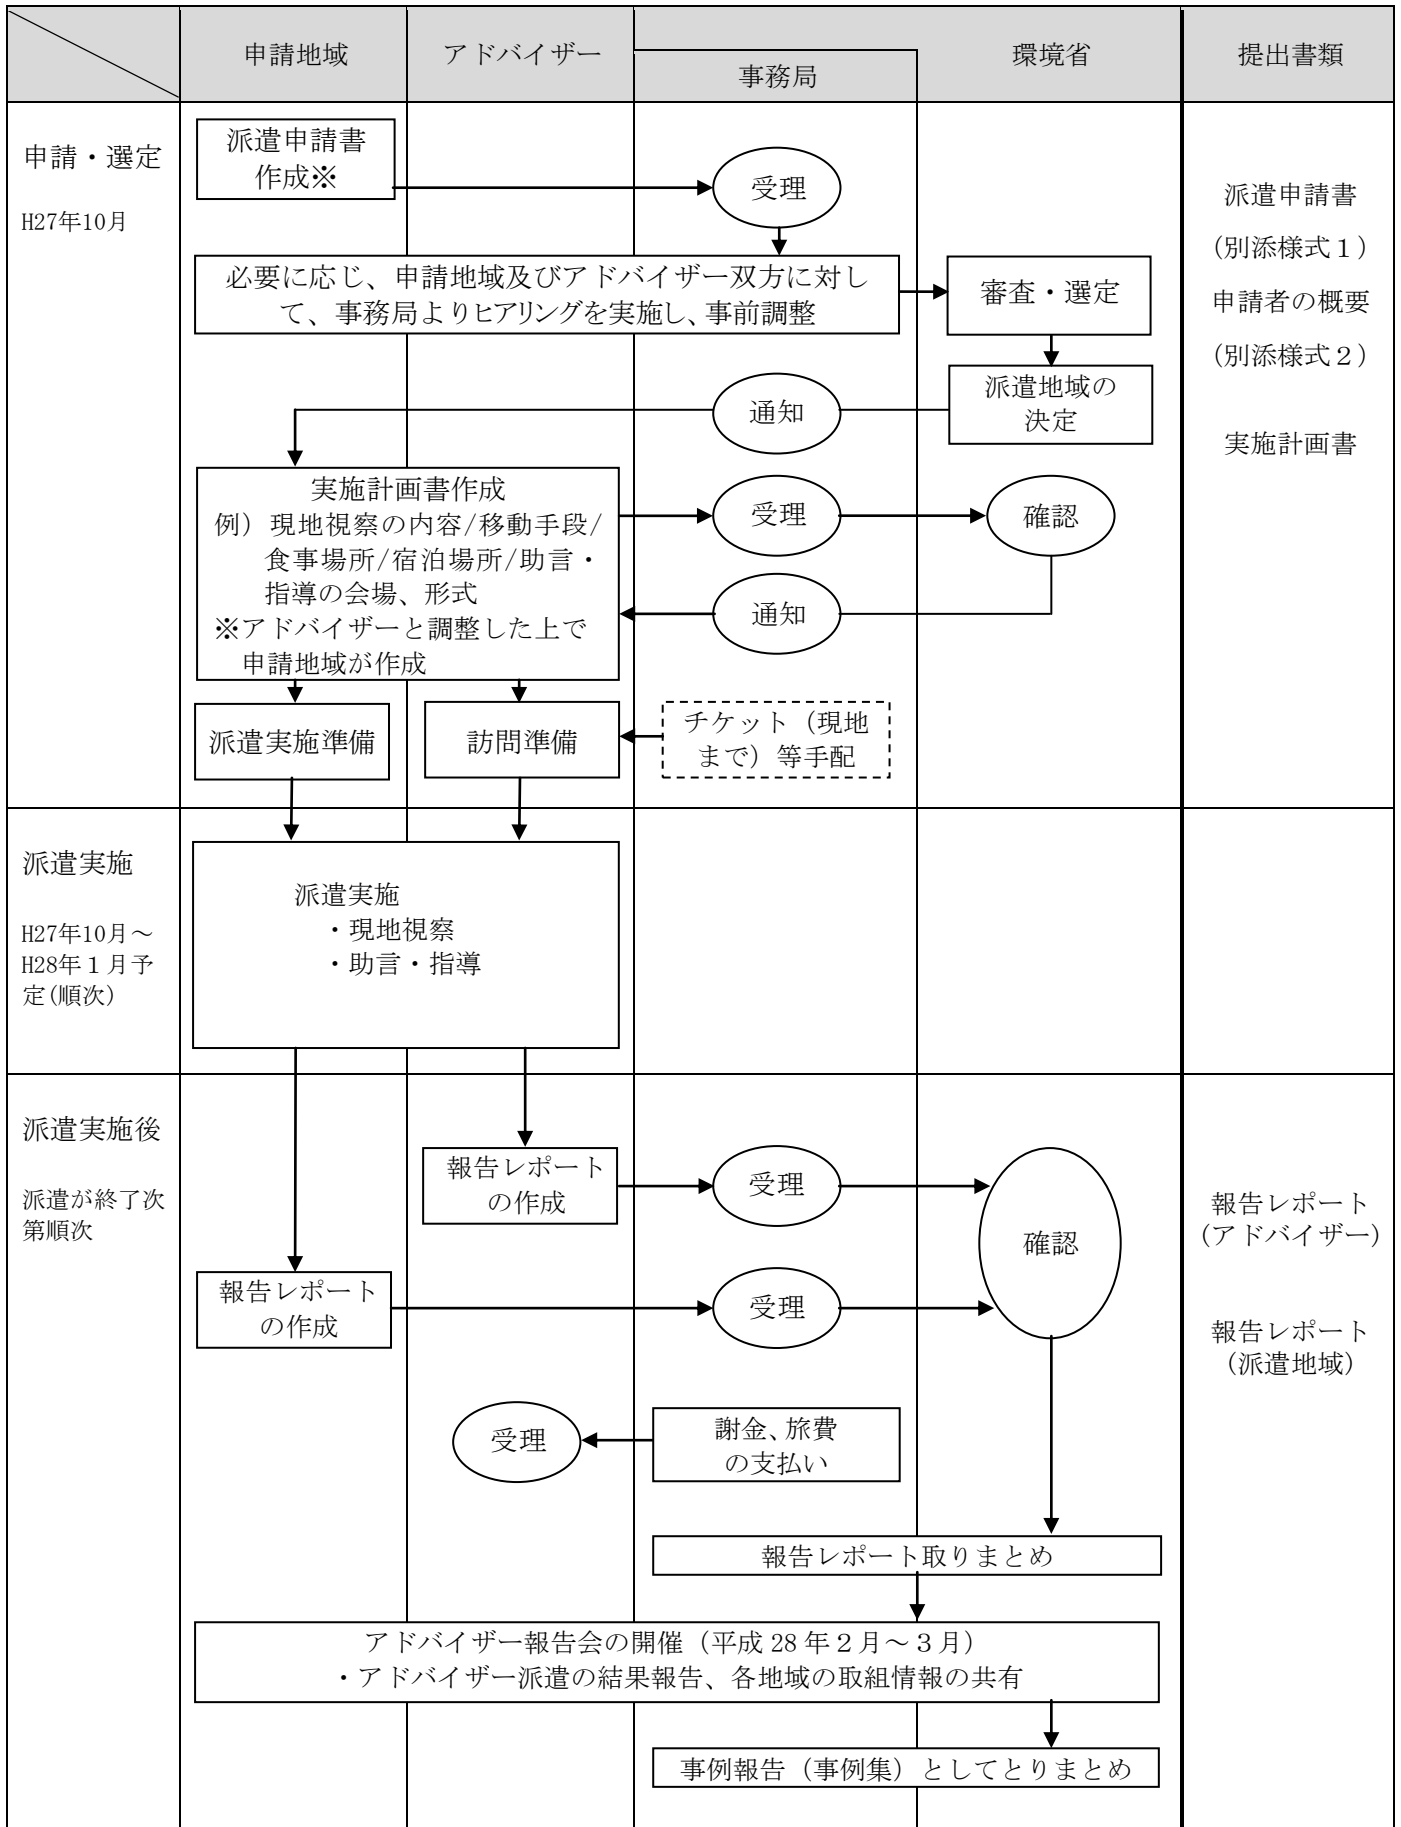 申請地域
アドバイザー
事務局
環境省
提出書類
申請・選定
H27年10月
派遣申請書
作成※
受理
必要に応じ、申請地域及びアドバイザー双方に対し
て、事務局よりヒアリングを実施し、事前調整
審査・選定
派遣地域の
決定
通知
実施計画書作成
例）現地視察の内容/移動手段/
食事場所/宿泊場所/助言・
指導の会場、形式
※アドバイザーと調整した上で
申請地域が作成
受理
確認
通知
派遣実施準備
訪問準備
チケット（現地
まで）等手配
派遣申請書
（別添様式１）
申請者の概要
（別添様式２）
実施計画書
派遣実施
H27年10月～
H28年１月予
定(順次)
派遣実施
・現地視察
・助言・指導
派遣実施後
派遣が終了次
第順次
報告レポート
の作成
受理
確認
報告レポート
の作成
受理
報告レポート
（アドバイザー）
報告レポート
（派遣地域）
受理
謝金、旅費
の支払い
報告レポート取りまとめ
アドバイザー報告会の開催（平成 28 年２月～３月）
・アドバイザー派遣の結果報告、各地域の取組情報の共有
事例報告（事例集）としてとりまとめ